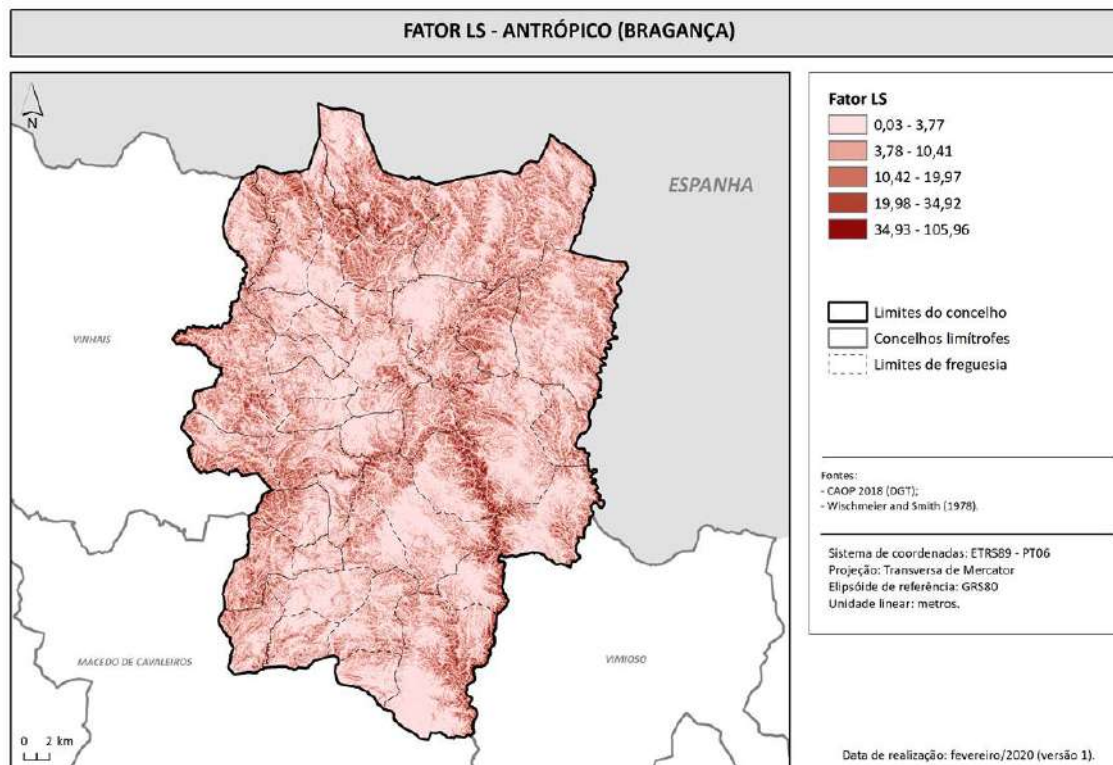 FATOR LS - ANTRÓPICO (BRAGANÇA)
N
ESPANHA
VINHAIS
MACEDO DE CAVALEIROS
VIMIOSO
0 2 km
Fator LS
0,03 - 3,77
3,78 - 10,41
10,42 - 19,97
19,98 - 34,92
34,93 - 105,96
Limites do concelho
Concelhos limítrofes
Limites de freguesia
Fontes:
- CAOP 2018 (DGT);
- Wischmeier and Smith (1978).
Sistema de coordenadas: ETRS89 - PT06
Projeção: Transversa de Mercator
Elipsóide de referência: GRS80
Unidade linear: metros.
Data de realização: fevereiro/2020 (versão 1).